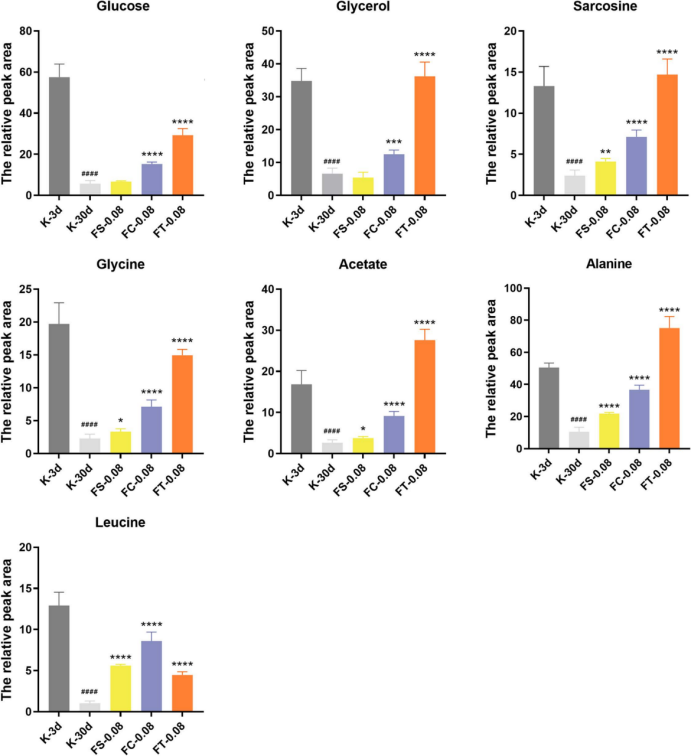 Glucose
The relative peak area
80
60
40
20
0
####
****
****
K-3d
K-30d
FS-0.08
FC-0.08
FT-0.08
Glycerol
The relative peak area
50
40
30
20
10
0
####
***
****
K-3d
K-30d
FS-0.08
FC-0.08
FT-0.08
Sarcosine
The relative peak area
20
15
10
5
0
####
**
****
****
K-3d
K-30d
FS-0.08
FC-0.08
FT-0.08
Glycine
The relative peak area
25
20
15
10
5
0
####
*
****
****
K-3d
K-30d
FS-0.08
FC-0.08
FT-0.08
Acetate
The relative peak area
40
30
20
10
0
####
*
****
****
K-3d
K-30d
FS-0.08
FC-0.08
FT-0.08
Alanine
The relative peak area
100
80
60
40
20
0
####
****
****
****
K-3d
K-30d
FS-0.08
FC-0.08
FT-0.08
Leucine
The relative peak area
20
15
10
5
0
####
****
****
****
K-3d
K-30d
FS-0.08
FC-0.08
FT-0.08